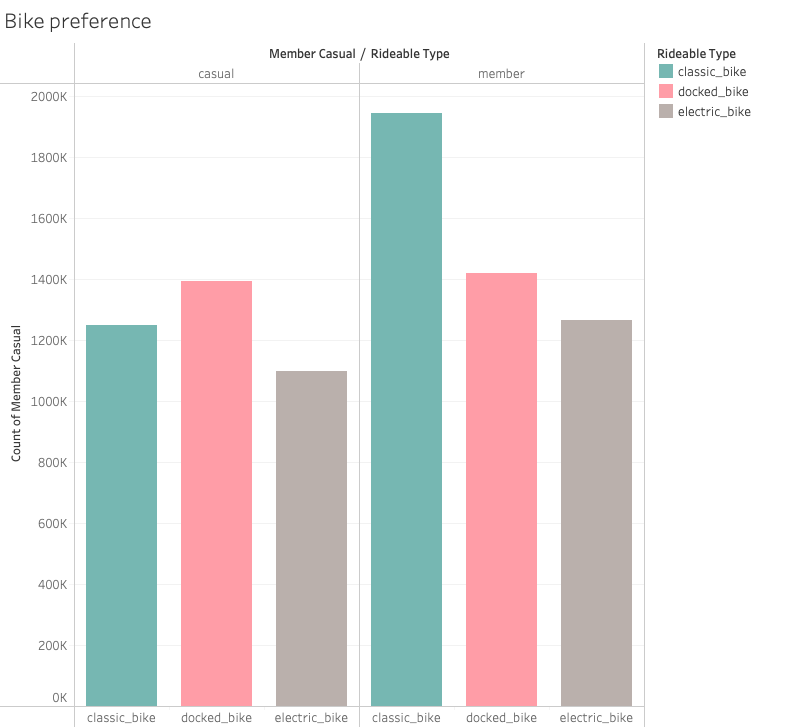 Bike preference
Member Casual / Rideable Type
casual
member
Rideable Type
classic_bike
docked_bike
electric_bike
Count of Member Casual
2000K
1800K
1600K
1400K
1200K
1000K
800K
600K
400K
200K
0K
classic_bike docked_bike electric_bike classic_bike docked_bike electric_bike